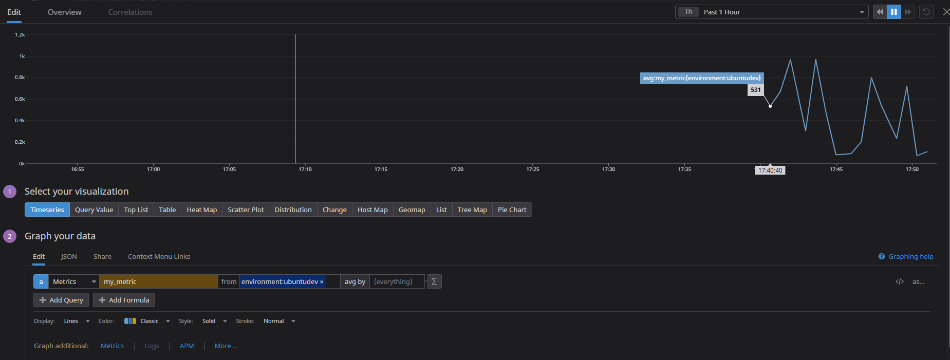 Edit Overview Correlations 1h Past 1 Hour
1.2k
1k
0.8k
0.6k
0.4k
0.2k
0k
avg:my_metric{environment:ubuntudev}
531
16:55 17:00 17:05 17:10 17:15 17:20 17:25 17:30 17:35 17:40:40 17:45 17:50
1 Select your visualization
Timeseries Query Value Top List Table Heat Map Scatter Plot Distribution Change Host Map Geomap List Tree Map Pie Chart
2 Graph your data
Edit JSON Share Context Menu Links Graphing help
a Metrics my_metric from environment:ubuntudev × avg by (everything) Σ </> as...
+ Add Query + Add Formula
Display: Lines Color: Classic Style: Solid Stroke: Normal
Graph additional: Metrics | Logs | APM | More...